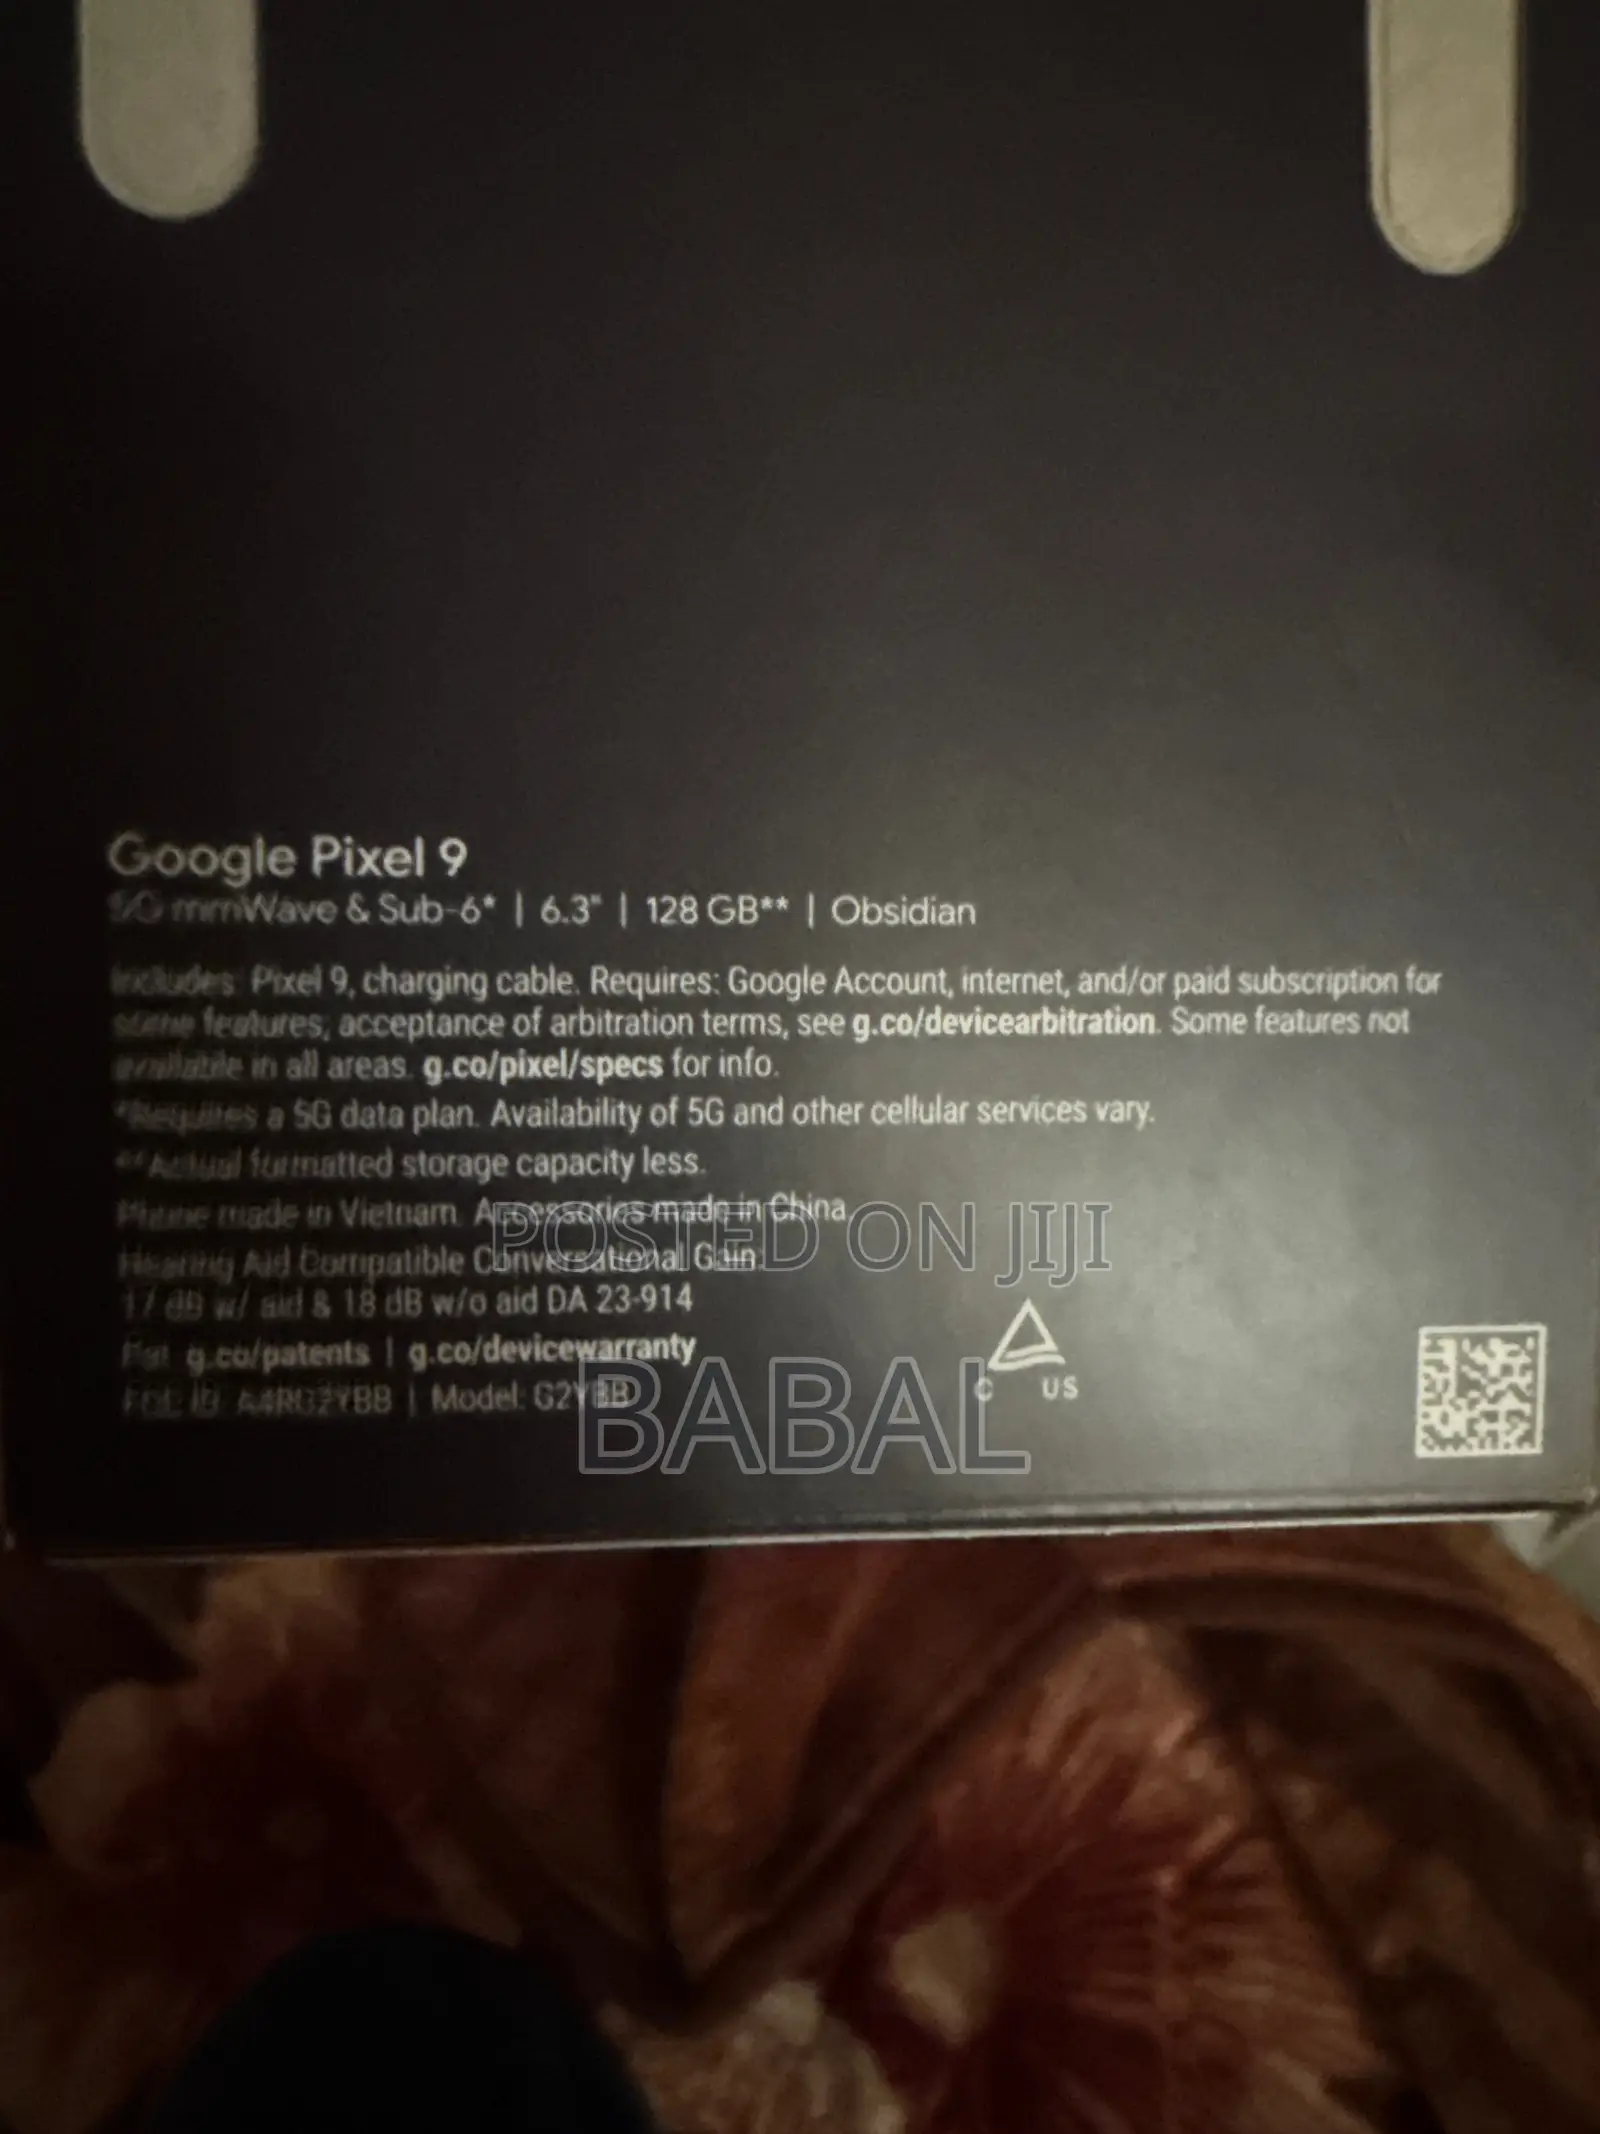 Google Pixel 9
5G mmWave & Sub-6* | 6.3" | 128 GB** | Obsidian
Includes: Pixel 9, charging cable. Requires: Google Account, internet, and/or paid subscription for
some features, acceptance of arbitration terms, see g.co/devicearbitration. Some features not
available in all areas. g.co/pixel/specs for info.
*Requires a 5G data plan. Availability of 5G and other cellular services vary.
**Actual formatted storage capacity less.
Phone made in Vietnam. Accessories made in China.
POSTED ON JIJI
Hearing Aid Compatible Conversational Gain:
17 dB w/ aid & 18 dB w/o aid DA 23-914
Pat. g.co/patents | g.co/devicewarranty
FCC ID: A4RG2YBB | Model: G2YBB
BABAL
C US